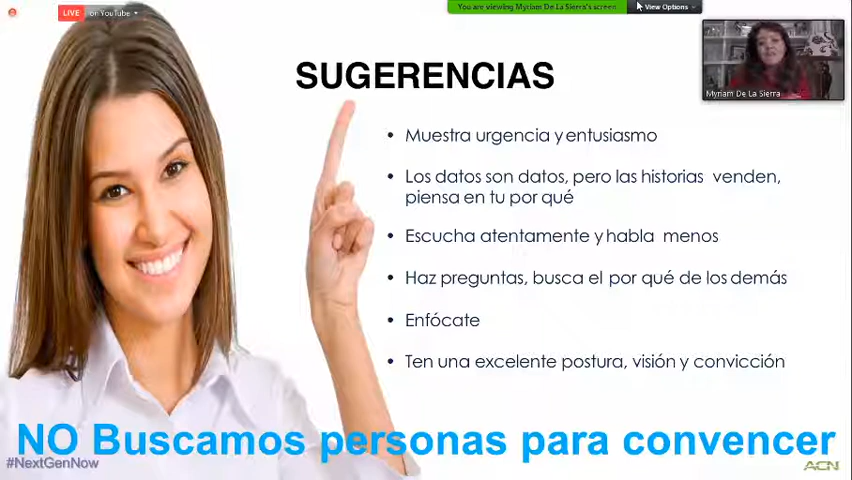 LIVE on YouTube
You are viewing Myriam De La Sierra's screen
View Options
Myriam De La Sierra
SUGERENCIAS
• Muestra urgencia y entusiasmo
• Los datos son datos, pero las historias venden,
piensa en tu por qué
• Escucha atentamente y habla menos
• Haz preguntas, busca el por qué de los demás
• Enfócate
• Ten una excelente postura, visión y convicción
NO Buscamos personas para convencer
#NextGenNow
ACN